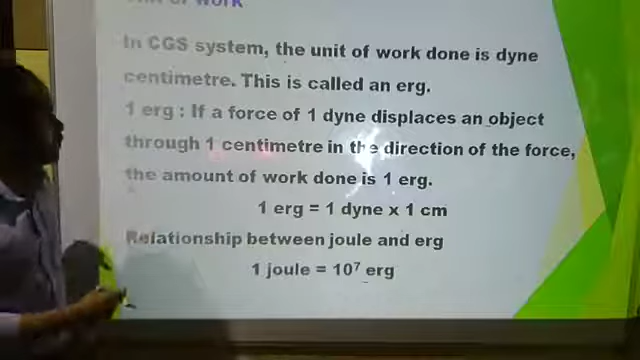 In CGS system, the unit of work done is dyne
centimetre. This is called an erg.
1 erg : If a force of 1 dyne displaces an object
through 1 centimetre in the direction of the force,
the amount of work done is 1 erg.
1 erg = 1 dyne x 1 cm
Relationship between joule and erg
1 joule = 10⁷ erg